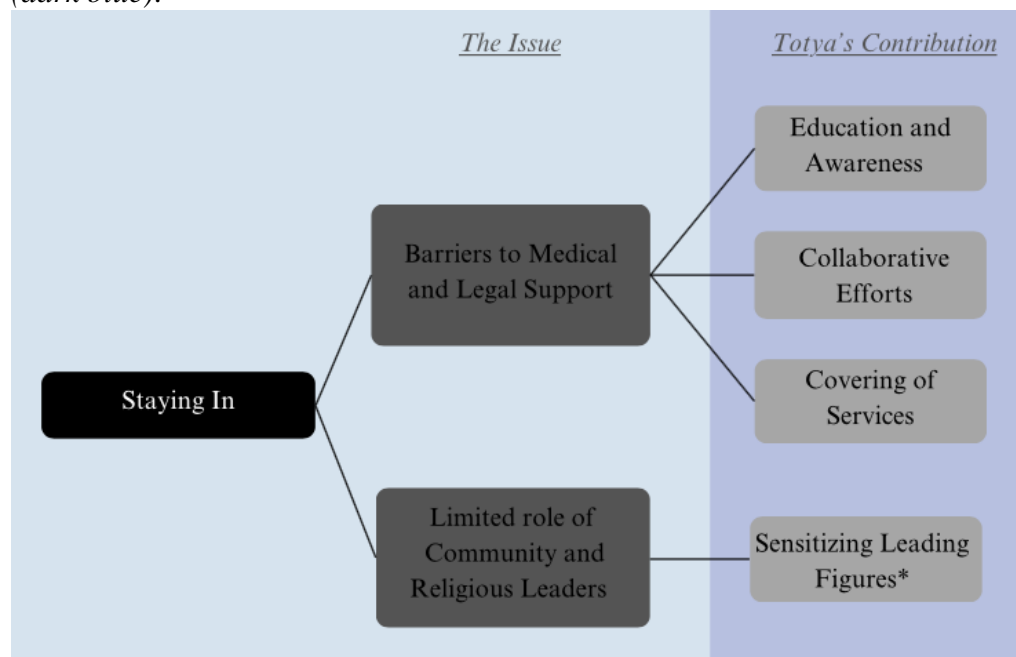 (dark blue).
The Issue
Totya's Contribution
Education and
Awareness
Barriers to Medical
and Legal Support
Collaborative
Efforts
Covering of
Services
Staying In
Limited role of
Community and
Religious Leaders
Sensitizing Leading
Figures*